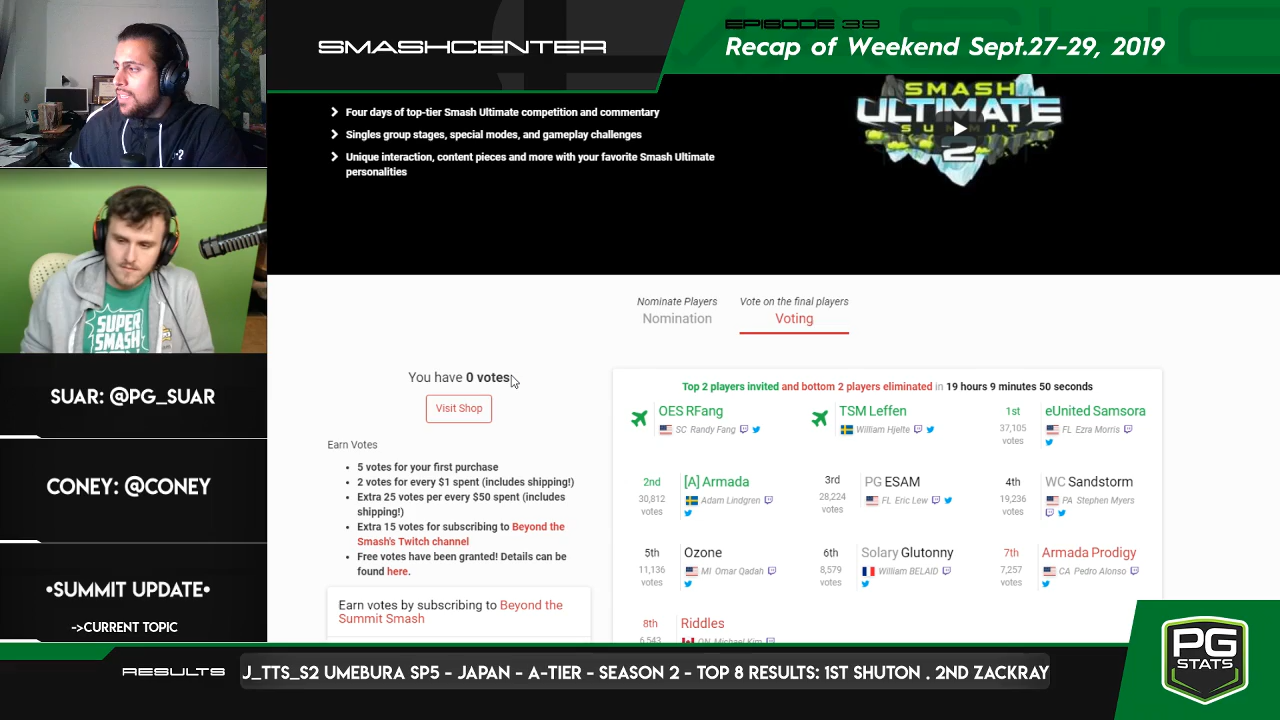 SMASHCENTER
EPISODE 39
Recap of Weekend Sept.27-29, 2019
Four days of top-tier Smash Ultimate competition and commentary
Singles group stages, special modes, and gameplay challenges
Unique interaction, content pieces and more with your favorite Smash Ultimate
personalities
SMASH
ULTIMATE
SUMMIT
2
SUPER
SMASH
SUAR: @PG_SUAR
CONEY: @CONEY
•SUMMIT UPDATE•
->CURRENT TOPIC
Nominate Players
Nomination
Vote on the final players
Voting
You have 0 votes
Visit Shop
Earn Votes
5 votes for your first purchase
2 votes for every $1 spent (includes shipping!)
Extra 25 votes per every $50 spent (includes
shipping!)
Extra 15 votes for subscribing to Beyond the
Smash's Twitch channel
Free votes have been granted! Details can be
found here.
Earn votes by subscribing to Beyond the
Summit Smash
Top 2 players invited and bottom 2 players eliminated in 19 hours 9 minutes 50 seconds
OES RFang
SC Randy Fang
TSM Leffen
William Hjelte
1st
37,105
votes
eUnited Samsora
FL Ezra Morris
2nd
30,812
votes
[A] Armada
Adam Lindgren
3rd
28,224
votes
PG ESAM
FL Eric Lew
4th
19,236
votes
WC Sandstorm
PA Stephen Myers
5th
11,136
votes
Ozone
MI Omar Qadah
6th
8,579
votes
Solary Glutonny
William BELAID
7th
7,257
votes
Armada Prodigy
CA Pedro Alonso
8th
6,543
Riddles
ON Michael Kim
RESULTS
J_TTS_S2 UMEBURA SP5 - JAPAN - A-TIER - SEASON 2 - TOP 8 RESULTS: 1ST SHUTON . 2ND ZACKRAY
PG
STATS